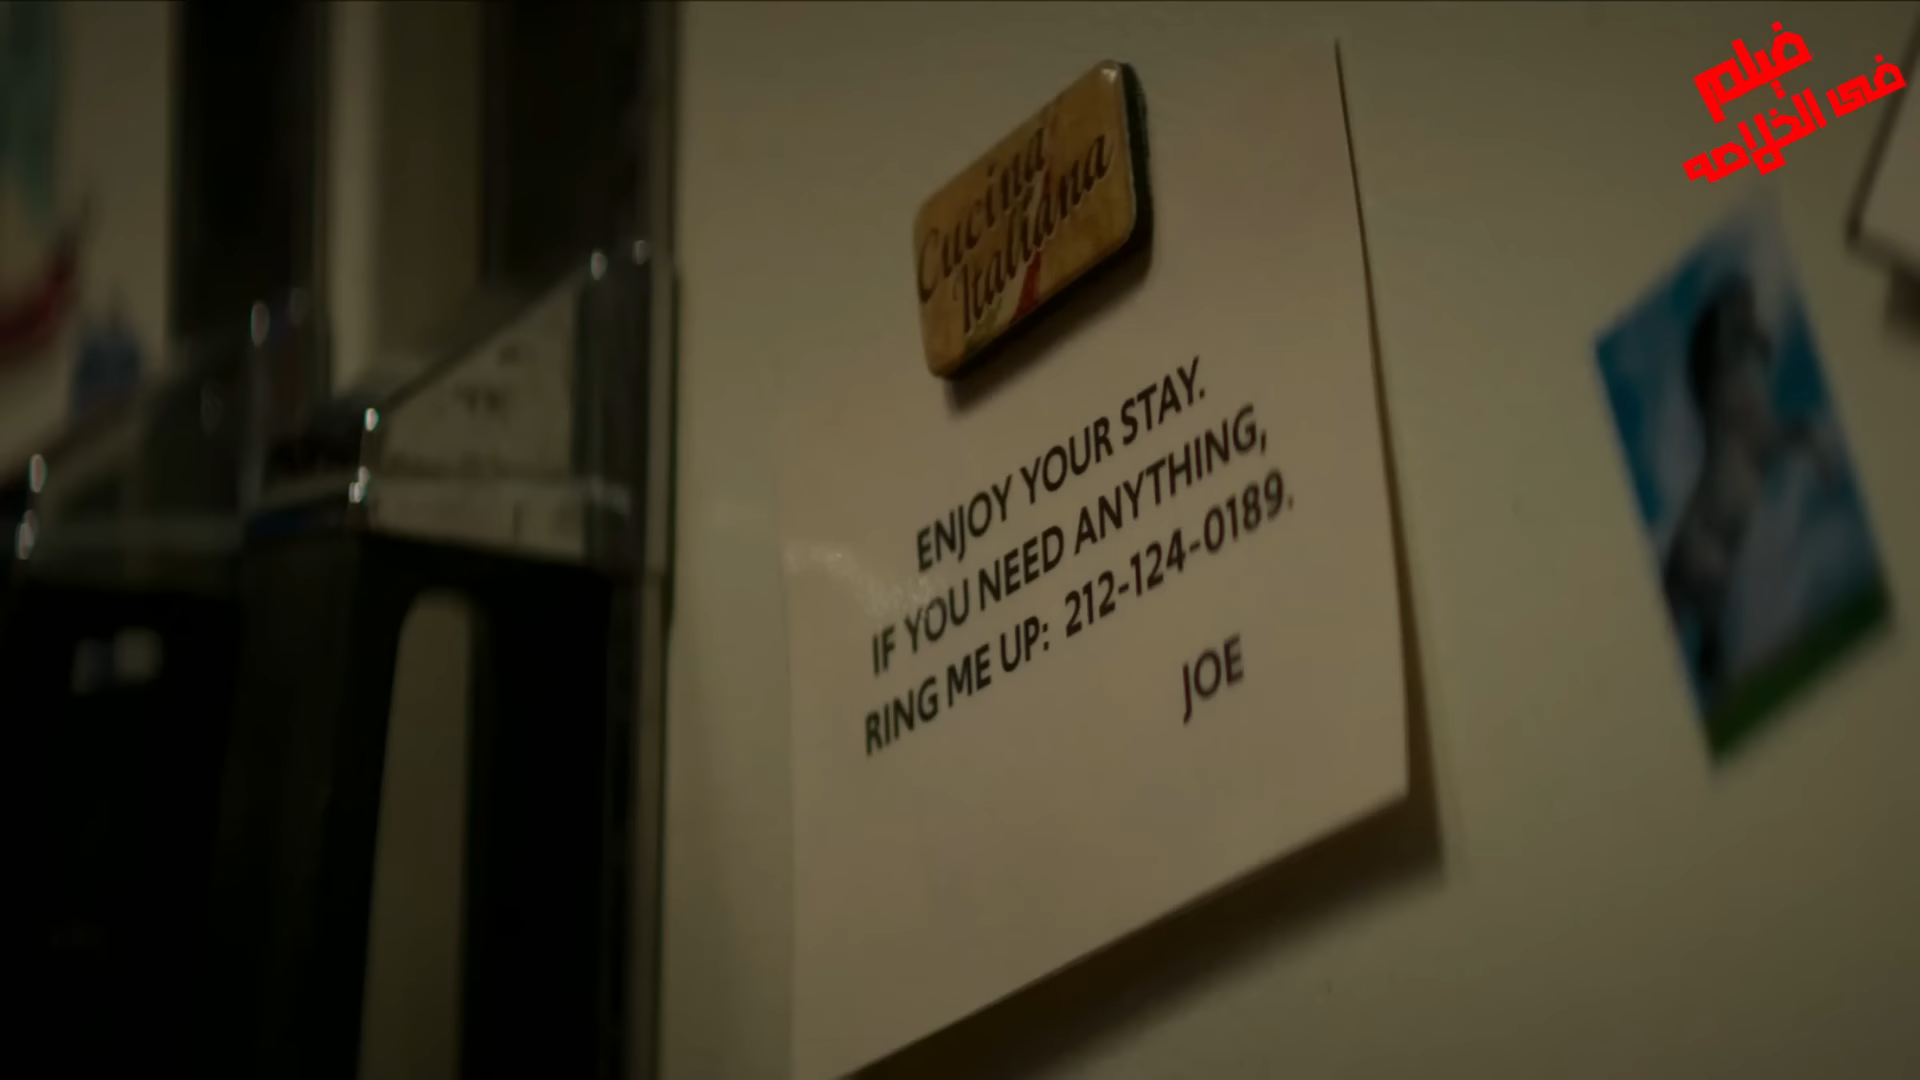 فيلم
فى الخلاصه
Cucina
Italiana
ENJOY YOUR STAY.
IF YOU NEED ANYTHING,
RING ME UP: 212-124-0189.
JOE